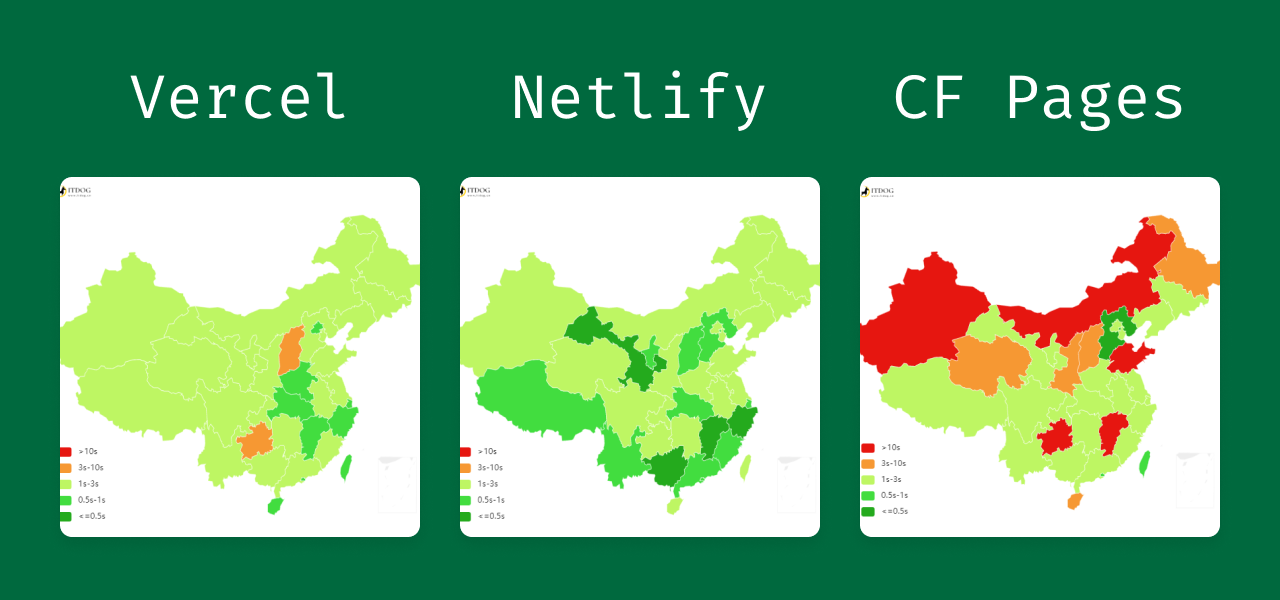 Vercel
Netlify
CF Pages
ITDOG
ITDOG
ITDOG
>10s
3s-10s
1s-3s
0.5s-1s
<=0.5s
>10s
3s-10s
1s-3s
0.5s-1s
<=0.5s
>10s
3s-10s
1s-3s
0.5s-1s
<=0.5s